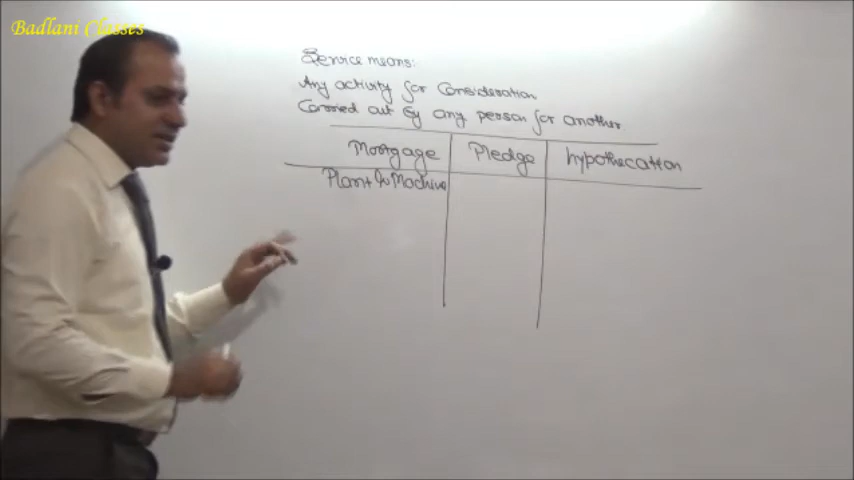 Badlani Classes
Service means:
Any activity for Consideration
Carried out by any person for another
Mortgage Pledge hypothecation
Plant & Machine